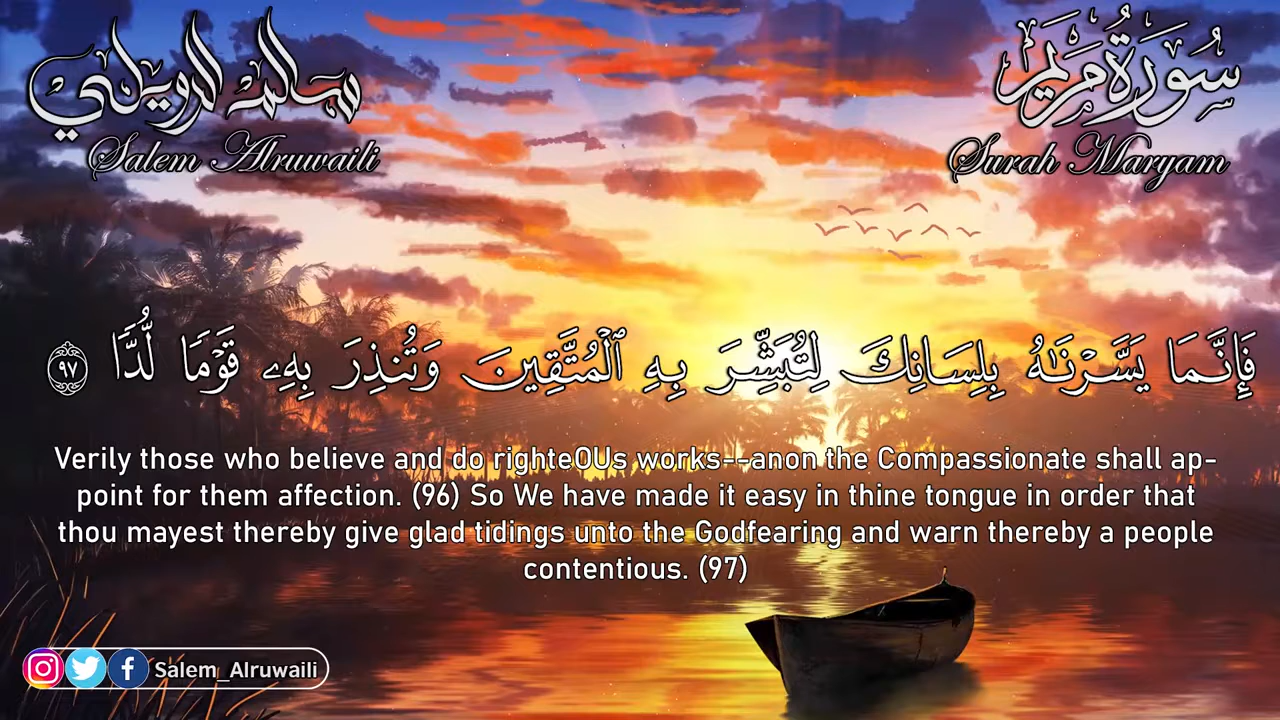 سالم الرويلي
Salem Alruwaili
سُورَةُ مَرْيَم
Surah Maryam
فَإِنَّمَا يَسَّرْنَٰهُ بِلِسَانِكَ لِتُبَشِّرَ بِهِ ٱلْمُتَّقِينَ وَتُنذِرَ بِهِۦ قَوْمًا لُّدًّا ٩٧
Verily those who believe and do righteOUs works--anon the Compassionate shall ap-
point for them affection. (96) So We have made it easy in thine tongue in order that
thou mayest thereby give glad tidings unto the Godfearing and warn thereby a people
contentious. (97)
Salem_Alruwaili